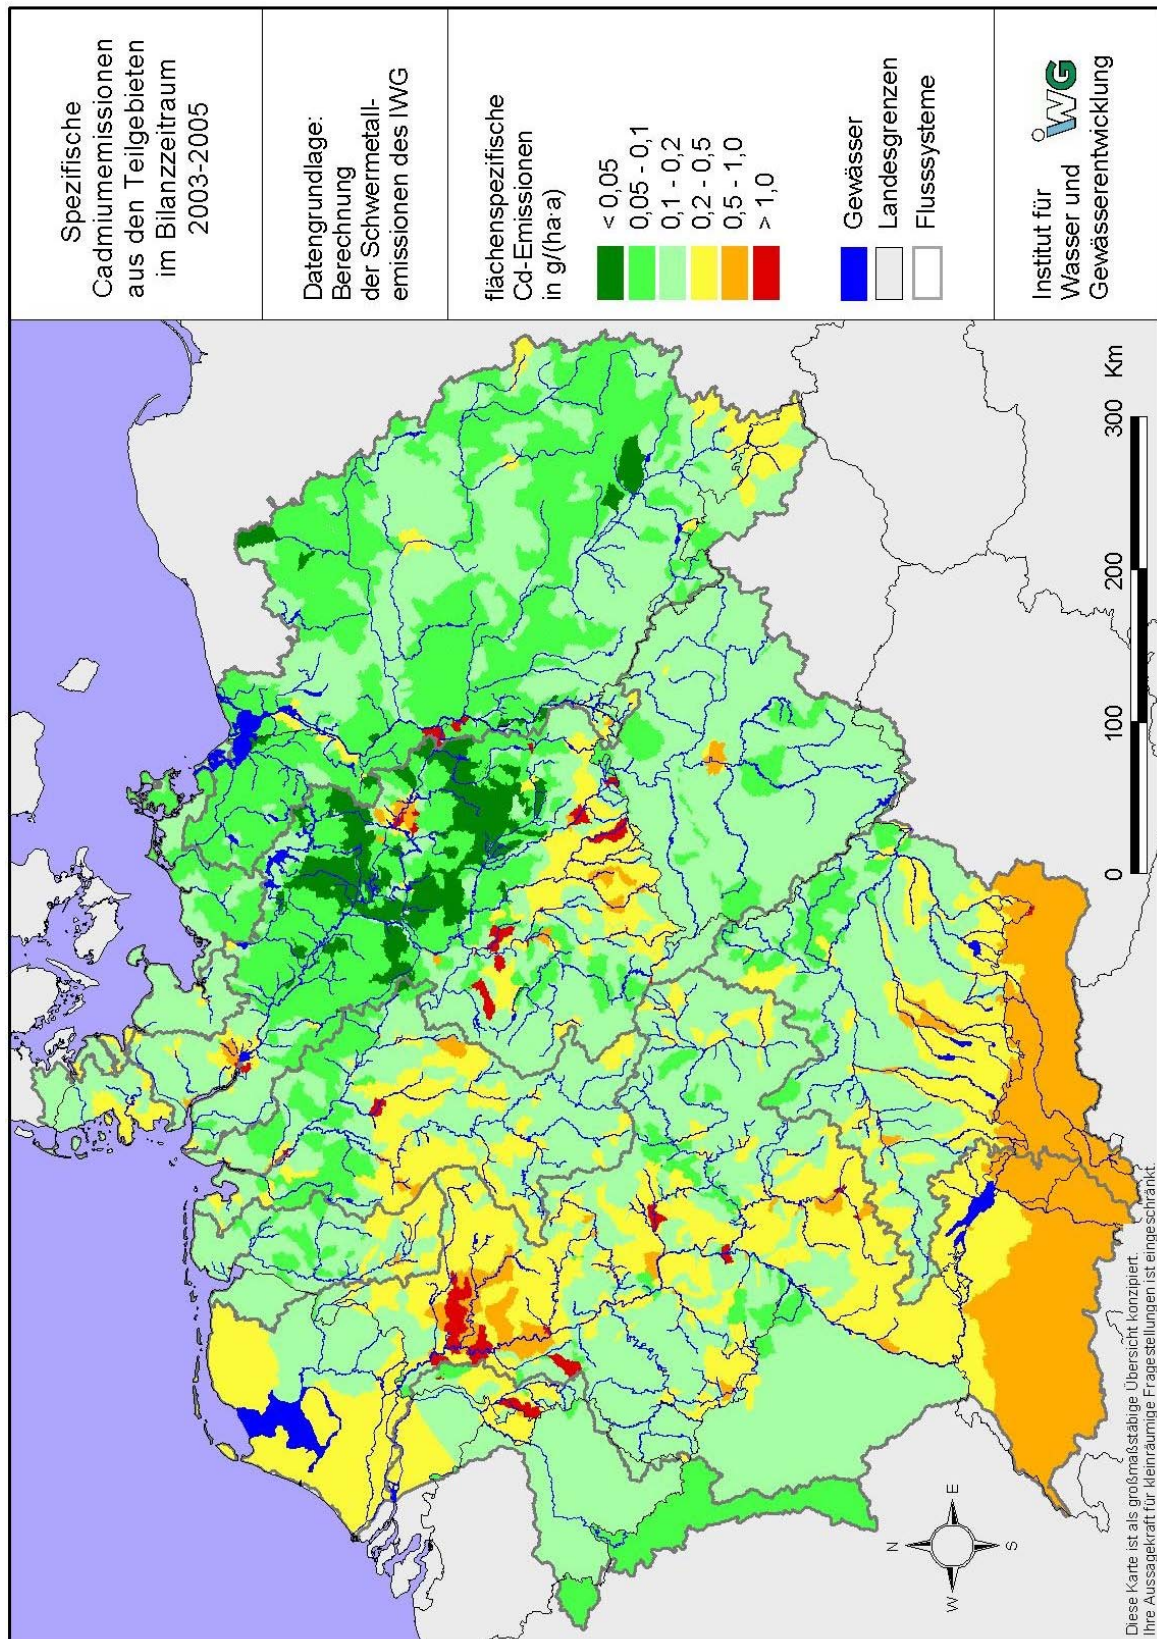 Spezifische
Cadmiumemissionen
aus den Teilgebieten
im Bilanzzeitraum
2003-2005
Datengrundlage:
Berechnung
der Schwermetall-
emissionen des IWG
flächenspezifische
Cd-Emissionen
in g/(ha·a)
< 0,05
0,05 - 0,1
0,1 - 0,2
0,2 - 0,5
0,5 - 1,0
> 1,0
Gewässer
Landesgrenzen
Flusssysteme
Institut für
Wasser und
Gewässerentwicklung
iWG
N
W
E
S
0
100
200
300
Km
Diese Karte ist als großmaßstäbige Übersicht konzipiert.
Ihre Aussagekraft für kleinräumige Fragestellungen ist eingeschränkt.